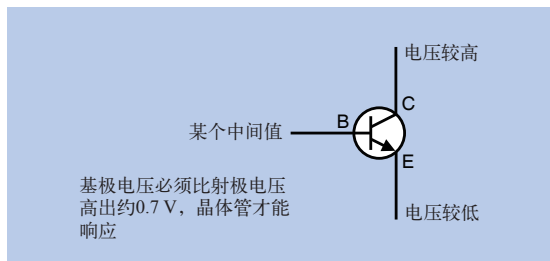 电压较高
C
B
某个中间值
E
基极电压必须比射极电压
高出约0.7 V，晶体管才能
响应
电压较低